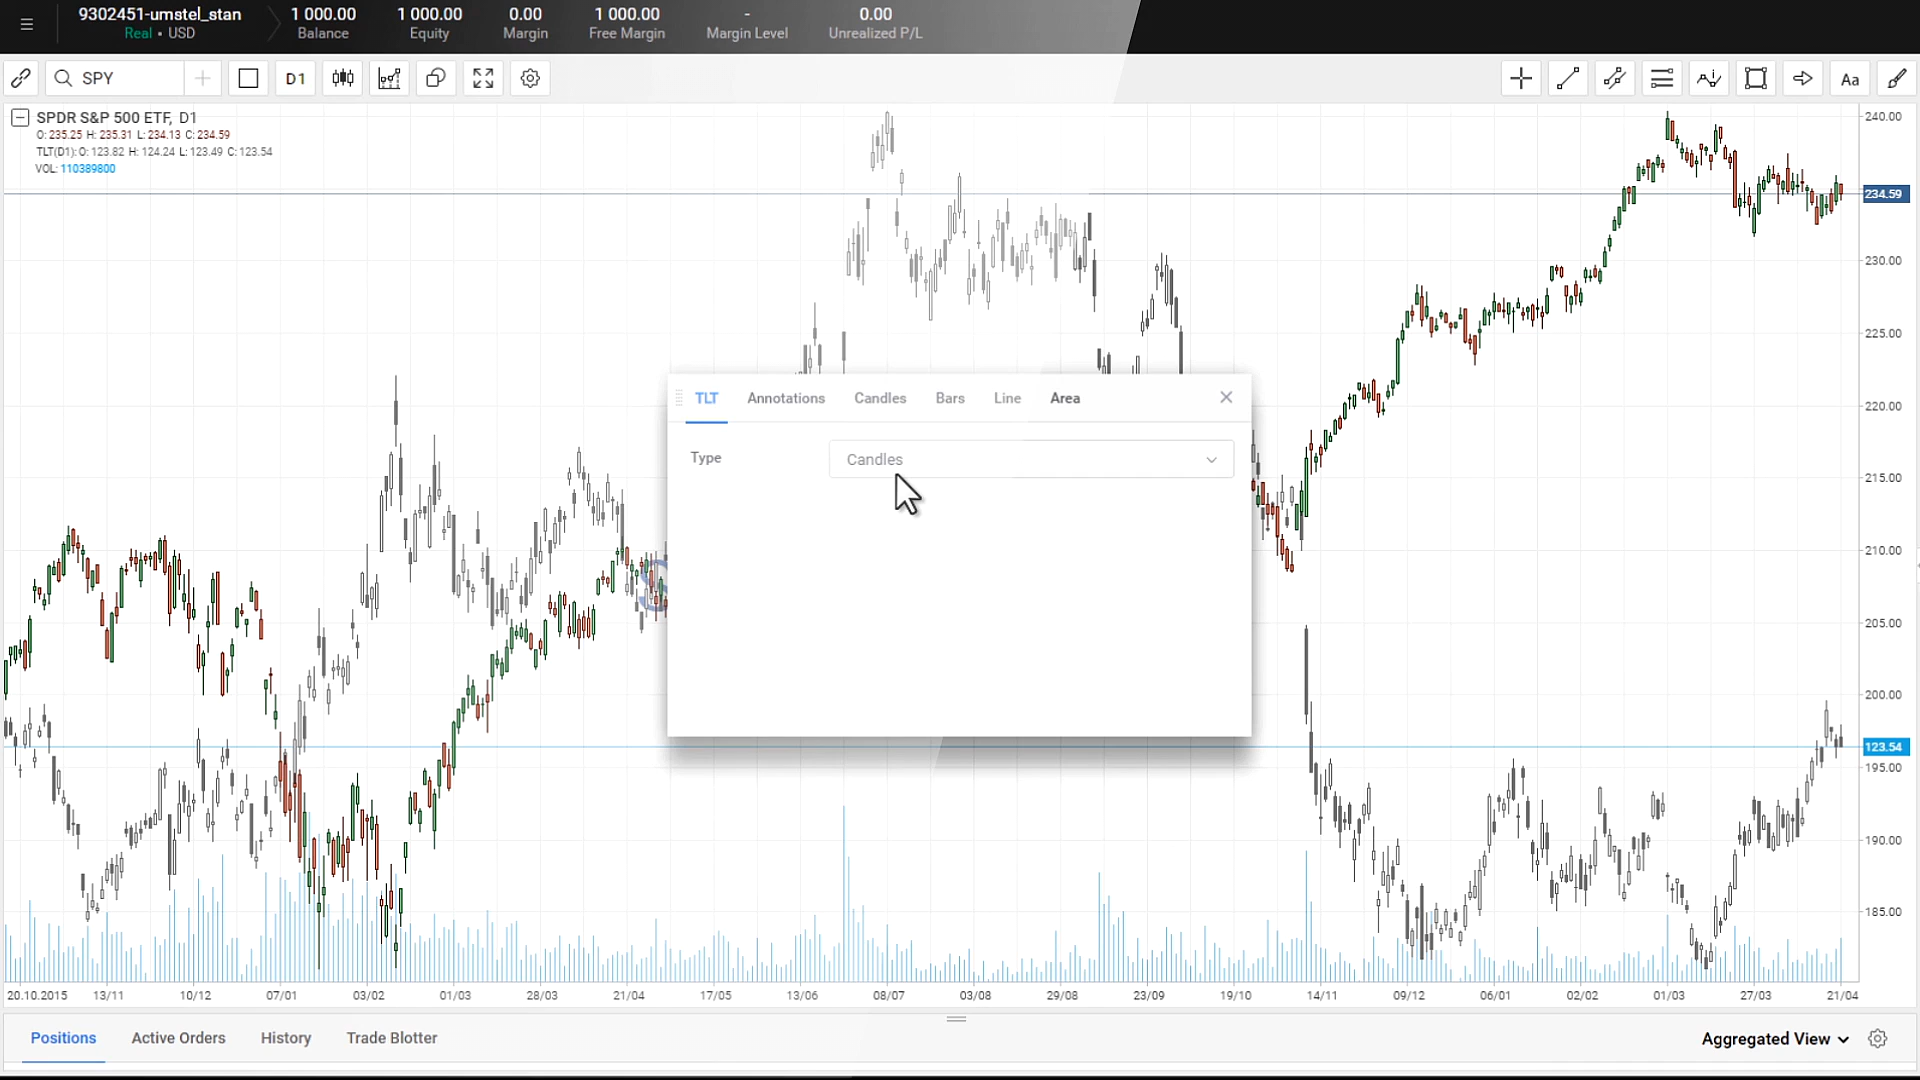 9302451-umstel_stan
Real • USD
1 000.00
Balance
1 000.00
Equity
0.00
Margin
1 000.00
Free Margin
-
Margin Level
0.00
Unrealized P/L
SPY
D1
Aa
SPDR S&P 500 ETF, D1
O: 235.25 H: 235.31 L: 234.13 C: 234.59
TLT(D1): O: 123.82 H: 124.24 L: 123.49 C: 123.54
VOL: 110389800
240.00
234.59
230.00
225.00
220.00
215.00
210.00
205.00
200.00
123.54
195.00
190.00
185.00
TLT Annotations Candles Bars Line Area
Type Candles
20.10.2015 13/11 10/12 07/01 03/02 01/03 28/03 21/04 17/05 13/06 08/07 03/08 29/08 23/09 19/10 14/11 09/12 06/01 02/02 01/03 27/03 21/04
Positions Active Orders History Trade Blotter Aggregated View